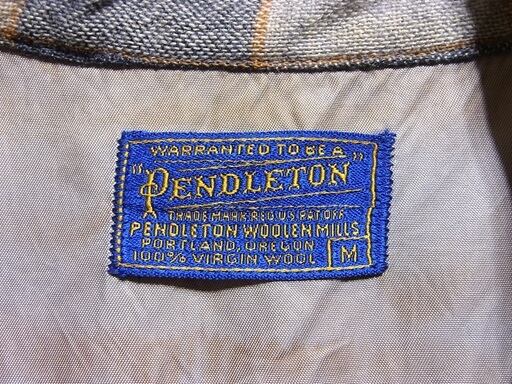 WARRANTED TO BE A
"PENDLETON"
TRADE MARK REG. U.S. PAT. OFF.
PENDLETON WOOLEN MILLS
PORTLAND, OREGON
100% VIRGIN WOOL
M